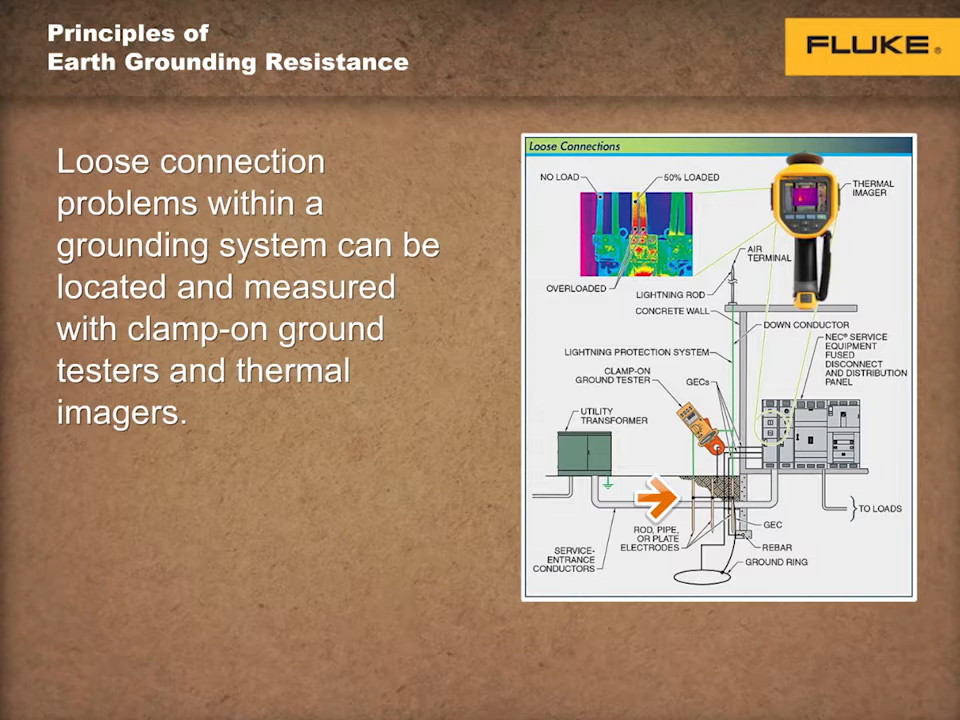 Principles of
Earth Grounding Resistance
FLUKE®
Loose connection
problems within a
grounding system can be
located and measured
with clamp-on ground
testers and thermal
imagers.
Loose Connections
NO LOAD
50% LOADED
THERMAL
IMAGER
AIR
TERMINAL
OVERLOADED
LIGHTNING ROD
CONCRETE WALL
DOWN CONDUCTOR
NEC® SERVICE
EQUIPMENT
FUSED
DISCONNECT
AND DISTRIBUTION
PANEL
LIGHTNING PROTECTION SYSTEM
CLAMP-ON
GROUND TESTER
GECs
UTILITY
TRANSFORMER
TO LOADS
ROD, PIPE,
OR PLATE
ELECTRODES
GEC
REBAR
SERVICE-
ENTRANCE
CONDUCTORS
GROUND RING